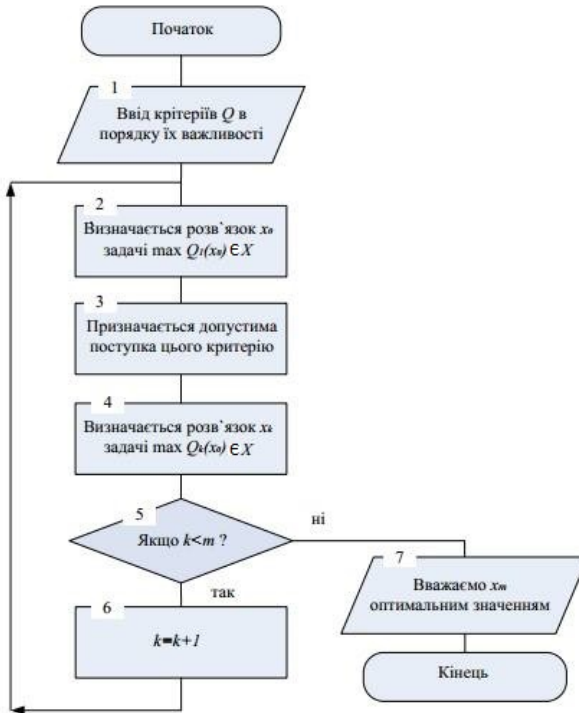 Початок
1
Ввід крітеріїв Q в
порядку їх важливості
2
Визначається розв`язок x₀
задачі max Q₁(x₀) ∈ X
3
Призначається допустима
поступка цього критерію
4
Визначається розв`язок xₖ
задачі max Qₖ(x₀) ∈ X
5
Якщо k<m ?
ні
так
6
k=k+1
7
Вважаємо xₘ
оптимальним значенням
Кінець